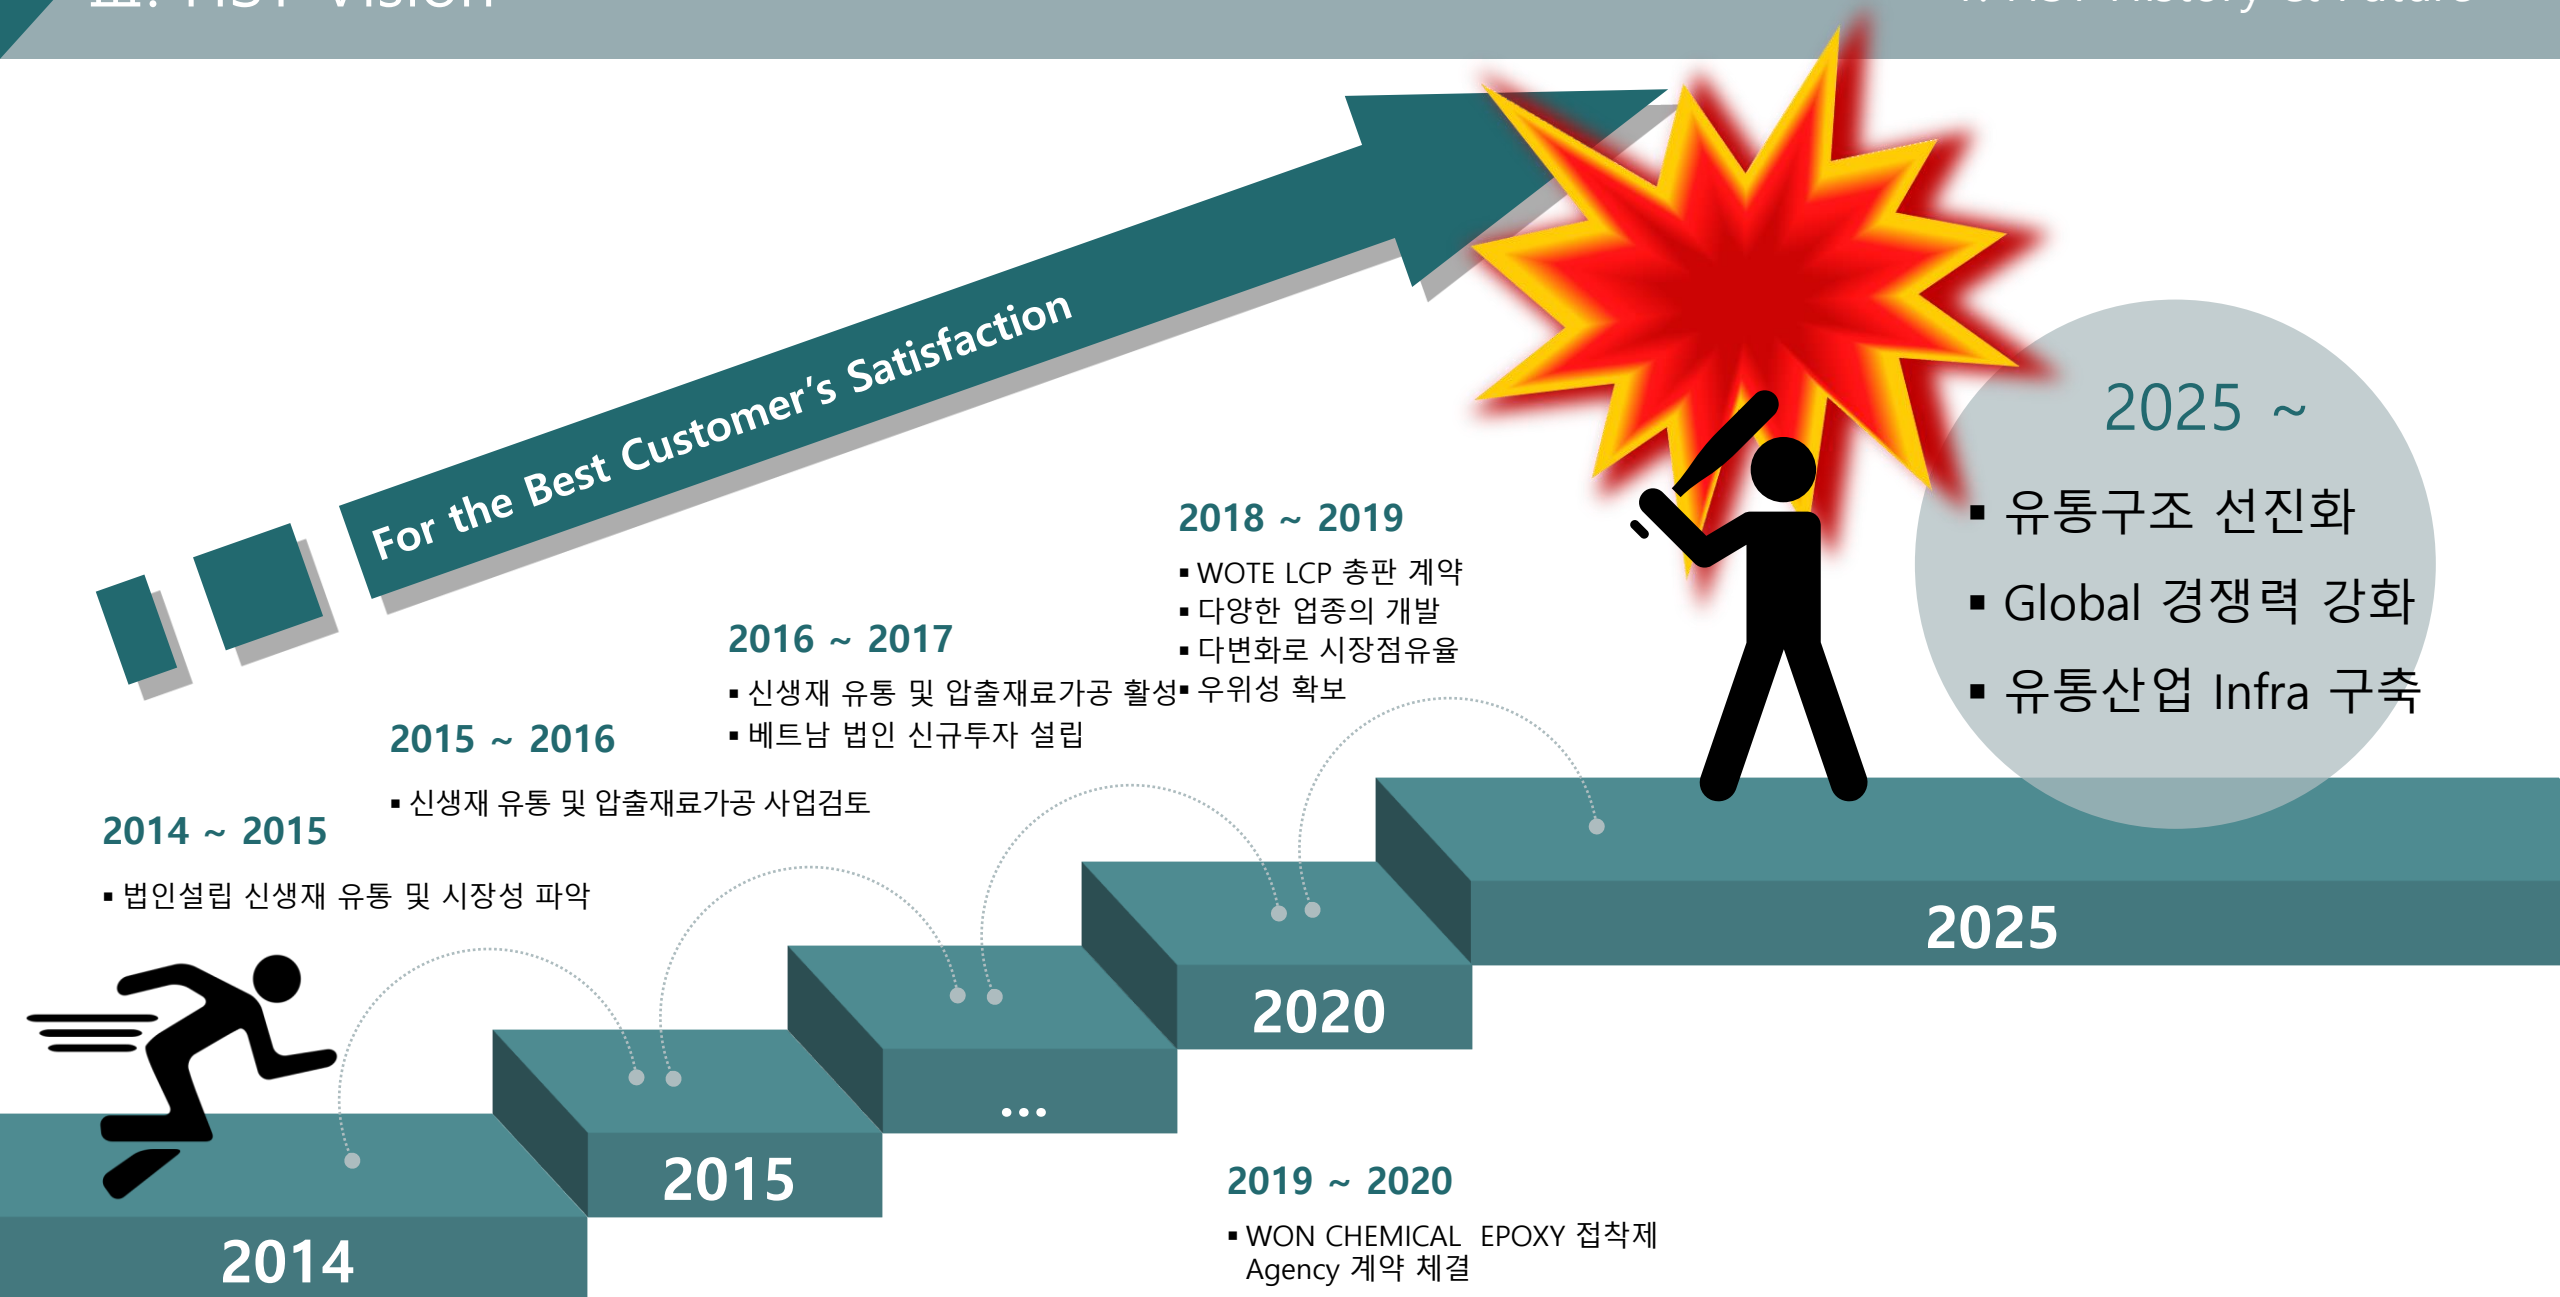 Ⅲ. HST Vision
HST History & Future
For the Best Customer's Satisfaction
2025 ~
▪ 유통구조 선진화
▪ Global 경쟁력 강화
▪ 유통산업 Infra 구축
2018 ~ 2019
▪ WOTE LCP 총판 계약
▪ 다양한 업종의 개발
▪ 다변화로 시장점유율
▪ 우위성 확보
2016 ~ 2017
▪ 신생재 유통 및 압출재료가공 활성
▪ 베트남 법인 신규투자 설립
2015 ~ 2016
▪ 신생재 유통 및 압출재료가공 사업검토
2014 ~ 2015
▪ 법인설립 신생재 유통 및 시장성 파악
2025
2020
...
2015
2014
2019 ~ 2020
▪ WON CHEMICAL  EPOXY 접착제
Agency 계약 체결